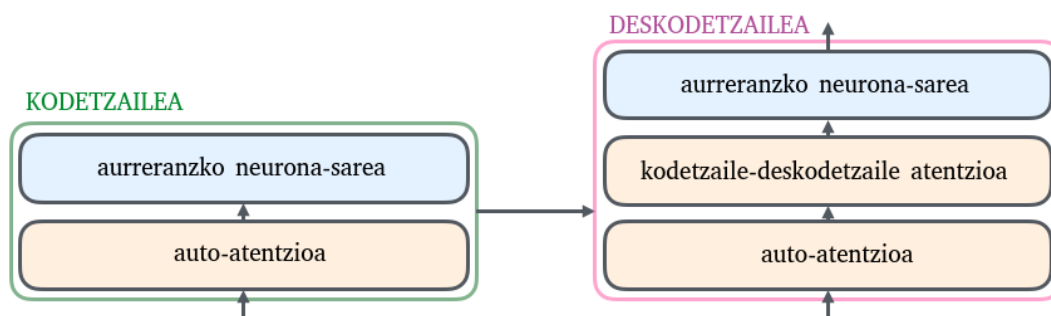 KODETZAILEA
aurreranzko neurona-sarea
auto-atentzioa
DESKODETZAILEA
aurreranzko neurona-sarea
kodetzaile-deskodetzaile atentzioa
auto-atentzioa